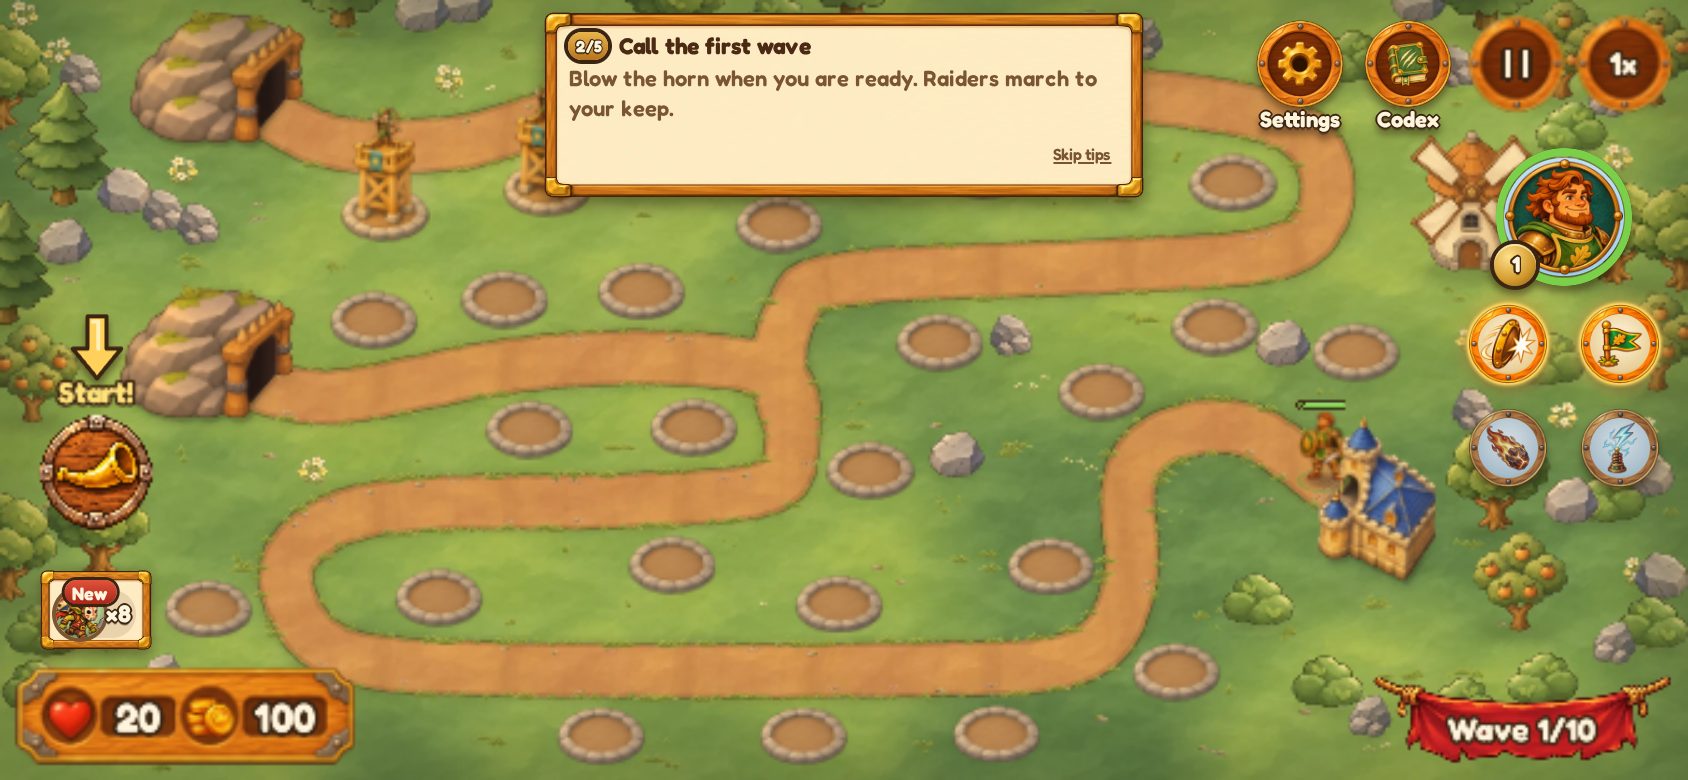 2/5 Call the first wave
Blow the horn when you are ready. Raiders march to
your keep.
Skip tips
Settings
Codex
1x
1
Start!
New
x8
20
100
Wave 1/10